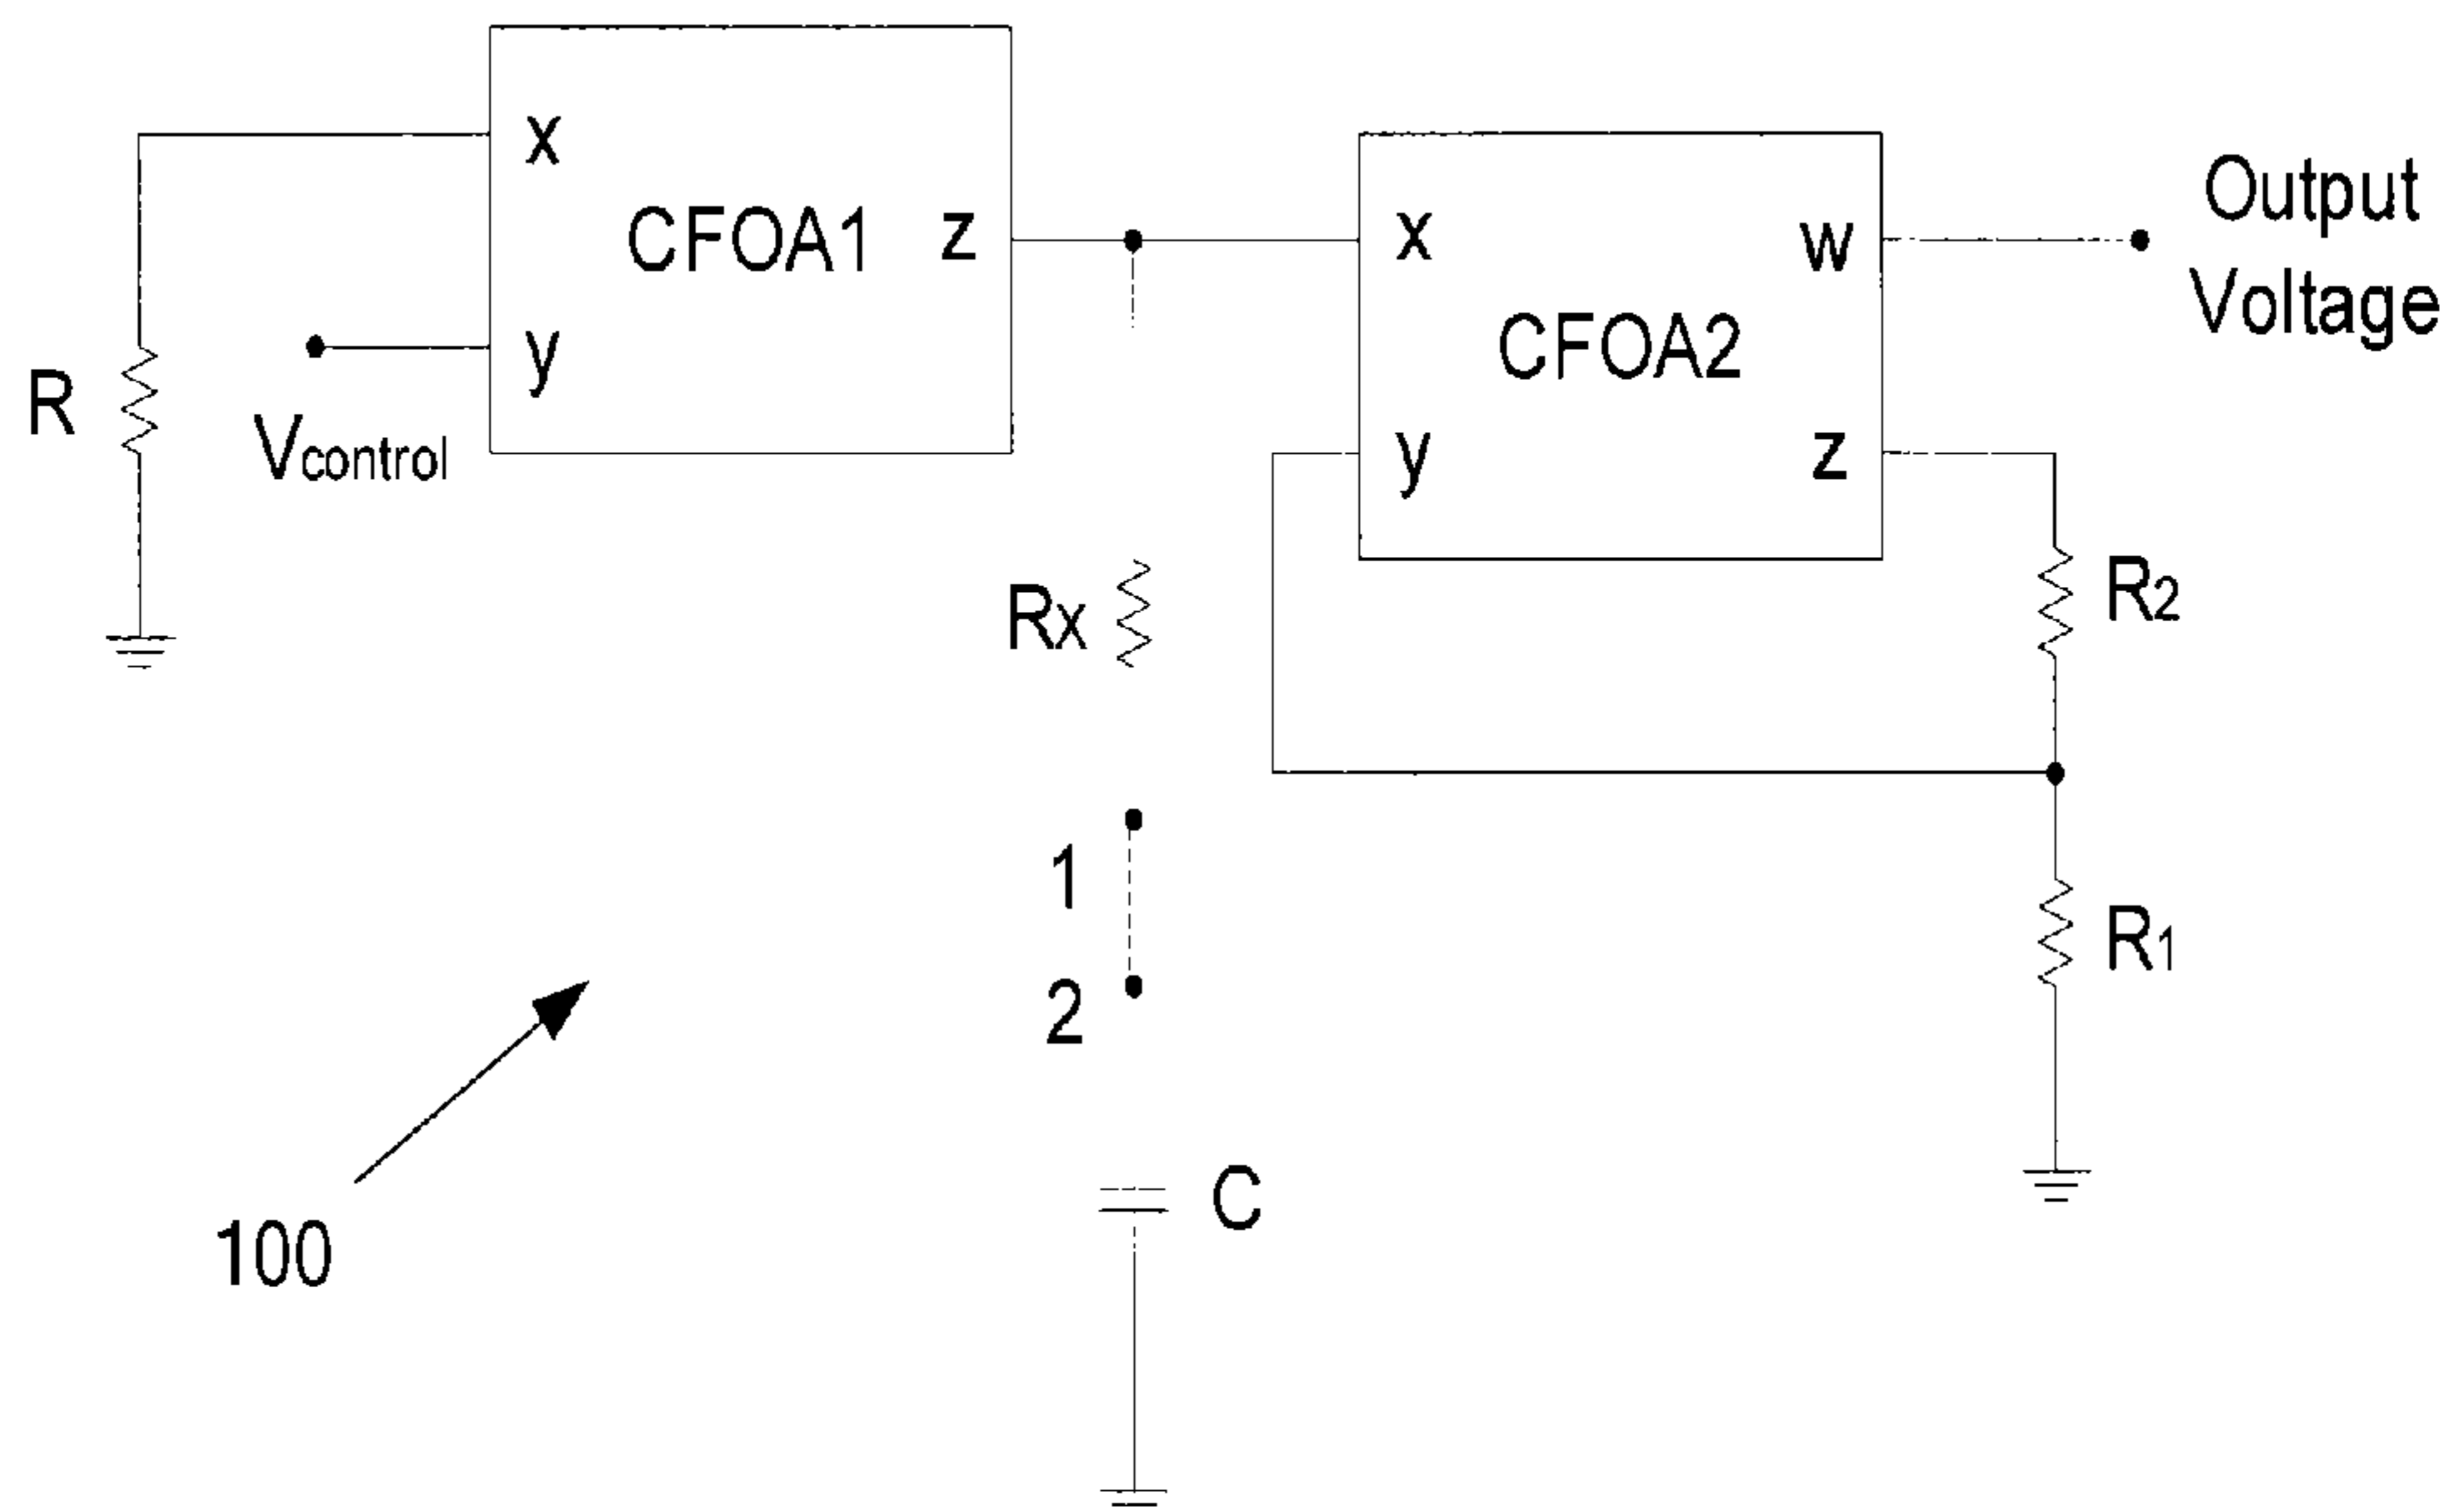 x
CFOA1
z
y
R
Vcontrol
x
w
CFOA2
y
z
Output
Voltage
Rx
R2
1
2
R1
C
100